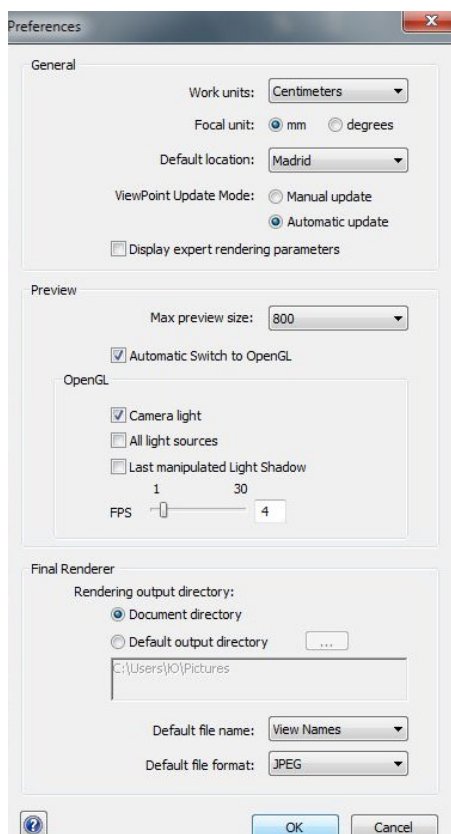 Preferences
General
Work units: Centimeters
Focal unit: mm degrees
Default location: Madrid
ViewPoint Update Mode: Manual update
Automatic update
Display expert rendering parameters
Preview
Max preview size: 800
Automatic Switch to OpenGL
OpenGL
Camera light
All light sources
Last manipulated Light Shadow
1 30
FPS 4
Final Renderer
Rendering output directory:
Document directory
Default output directory ...
C:\Users\Ю\Pictures
Default file name: View Names
Default file format: JPEG
? OK Cancel